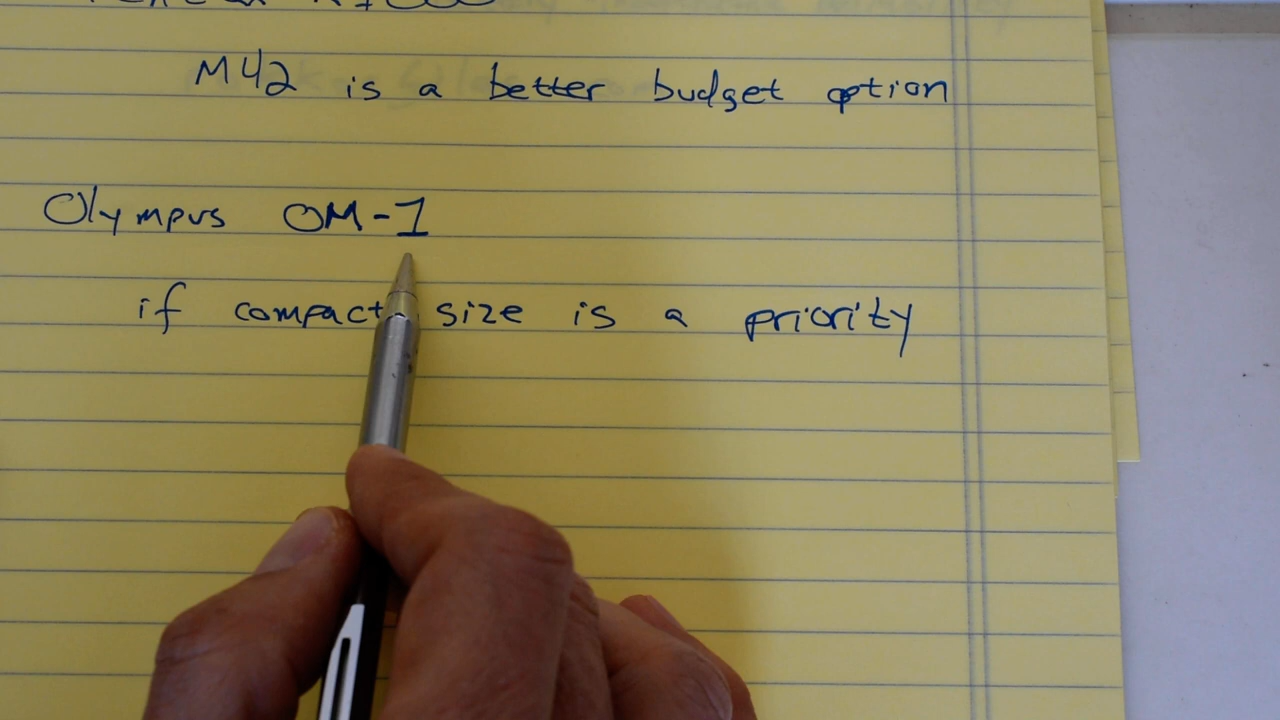 M42 is a better budget option
Olympus OM-1
if compact size is a priority